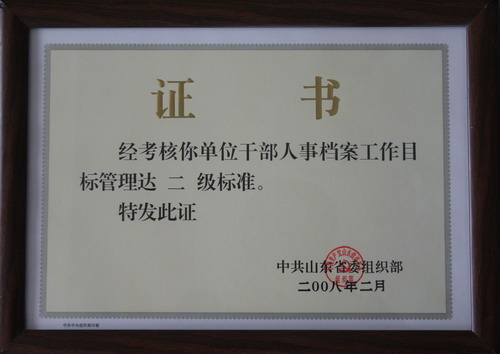 证书
经考核你单位干部人事档案工作目
标管理达 二 级标准。
特发此证
中共山东省委组织部
二00八年二月